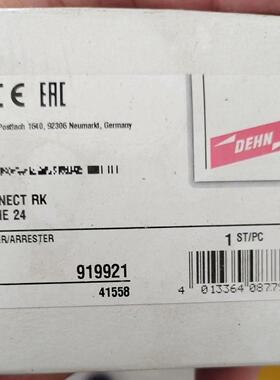 CE EAC
Postfach 1640, 92306 Neumarkt, Germany
DEHN
NECT RK
E 24
ER/ARRESTER
1 ST/PC
919921
41558
4 013364 08779